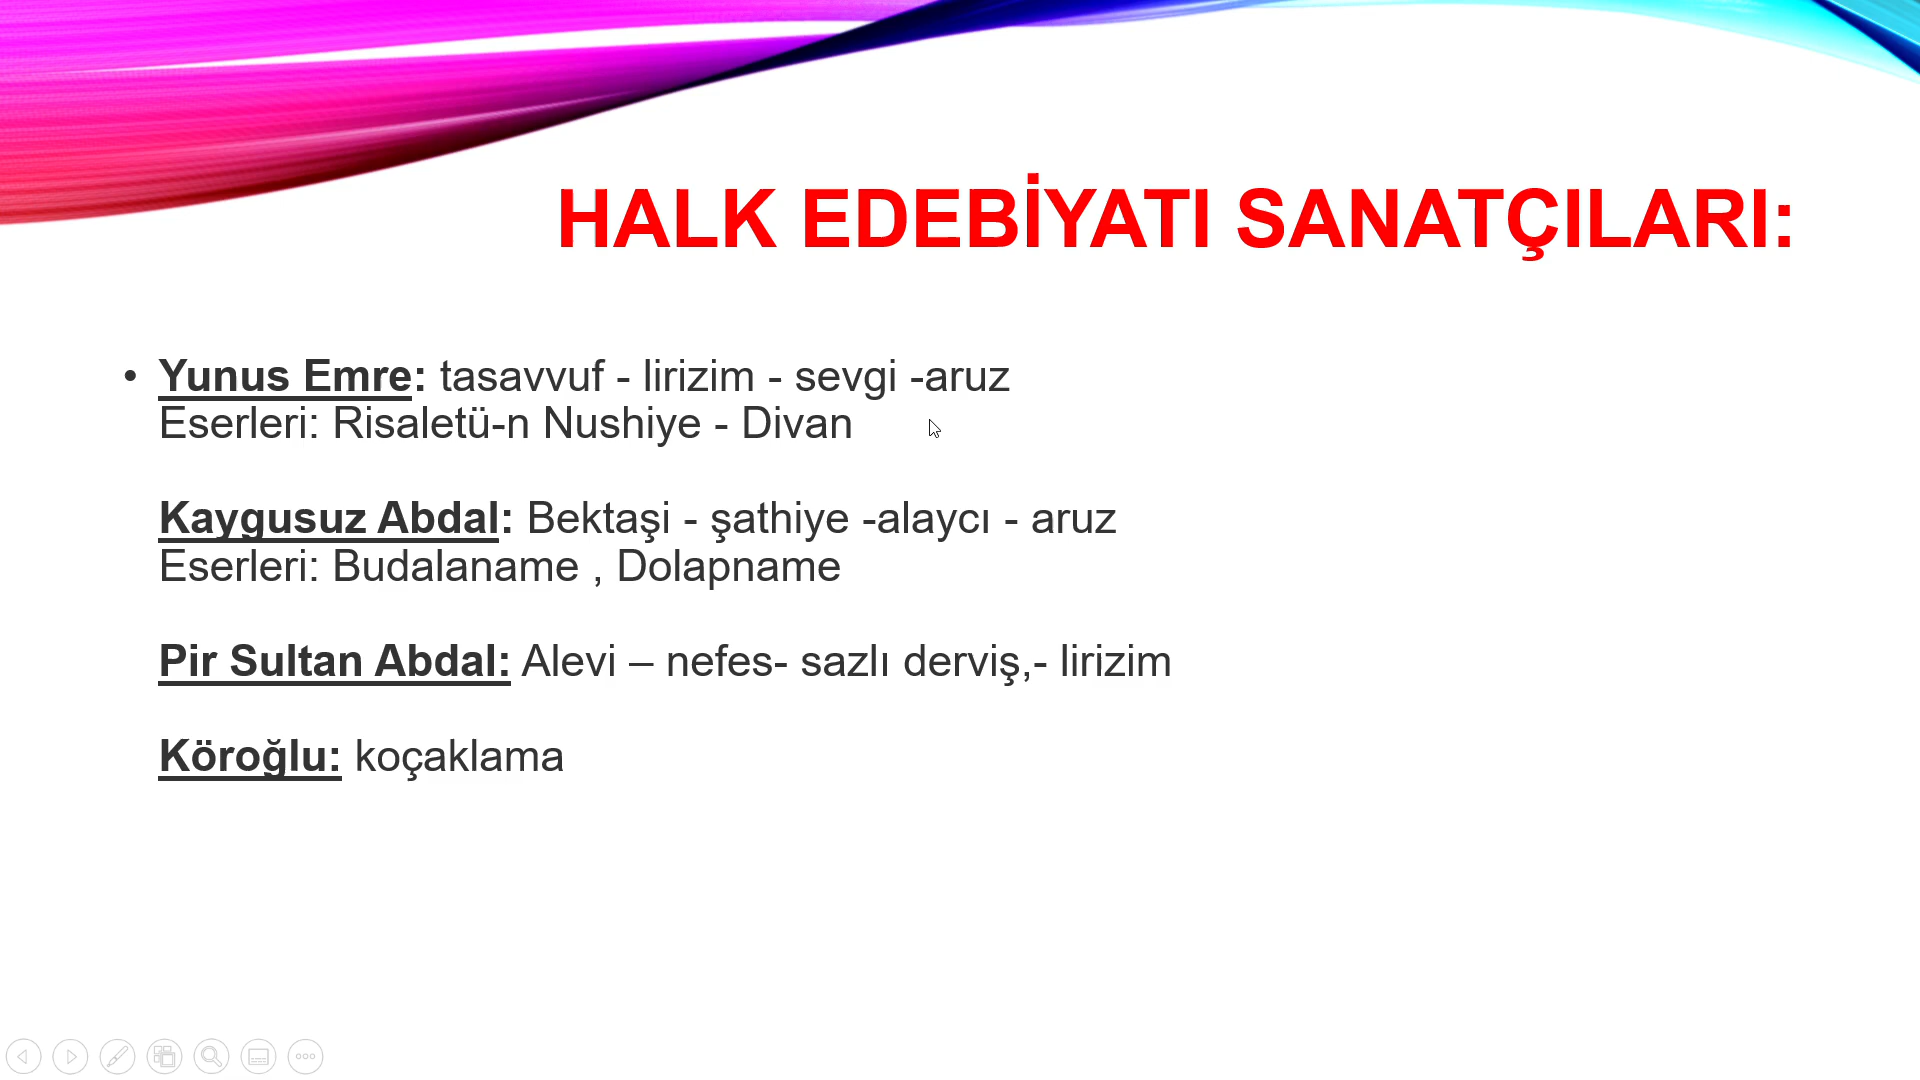 HALK EDEBİYATI SANATÇILARI:
• Yunus Emre: tasavvuf - lirizim - sevgi -aruz
Eserleri: Risaletü-n Nushiye - Divan
Kaygusuz Abdal: Bektaşi - şathiye -alaycı - aruz
Eserleri: Budalaname , Dolapname
Pir Sultan Abdal: Alevi – nefes- sazlı derviş,- lirizim
Köroğlu: koçaklama